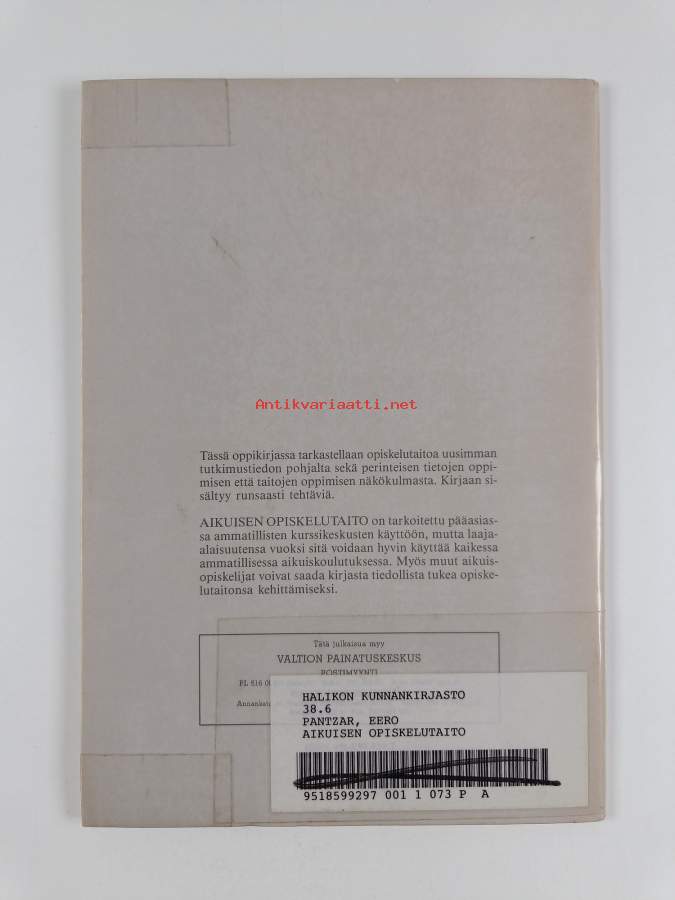 Antikvariaatti.net
Tässä oppikirjassa tarkastellaan opiskelutaitoa uusimman
tutkimustiedon pohjalta sekä perinteisen tietojen oppi-
misen että taitojen oppimisen näkökulmasta. Kirjaan si-
sältyy runsaasti tehtäviä.
AIKUISEN OPISKELUTAITO on tarkoitettu pääasias-
sa ammatillisten kurssikeskusten käyttöön, mutta laaja-
alaisuutensa vuoksi sitä voidaan hyvin käyttää kaikessa
ammatillisessa aikuiskoulutuksessa. Myös muut aikuis-
opiskelijat voivat saada kirjasta tiedollista tukea opiske-
lutaitonsa kehittämiseksi.
Tätä julkaisua myy
VALTION PAINATUSKESKUS
POSTIMYYNTI
PL 516
HALIKON KUNNANKIRJASTO
38.6
PANTZAR, EERO
AIKUISEN OPISKELUTAITO
9518599297 001 1 073 P A